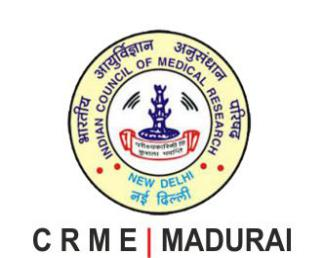 भारतीय आयुर्विज्ञान अनुसंधान परिषद
INDIAN COUNCIL OF MEDICAL RESEARCH
NEW DELHI
नई दिल्ली
C R M E | MADURAI